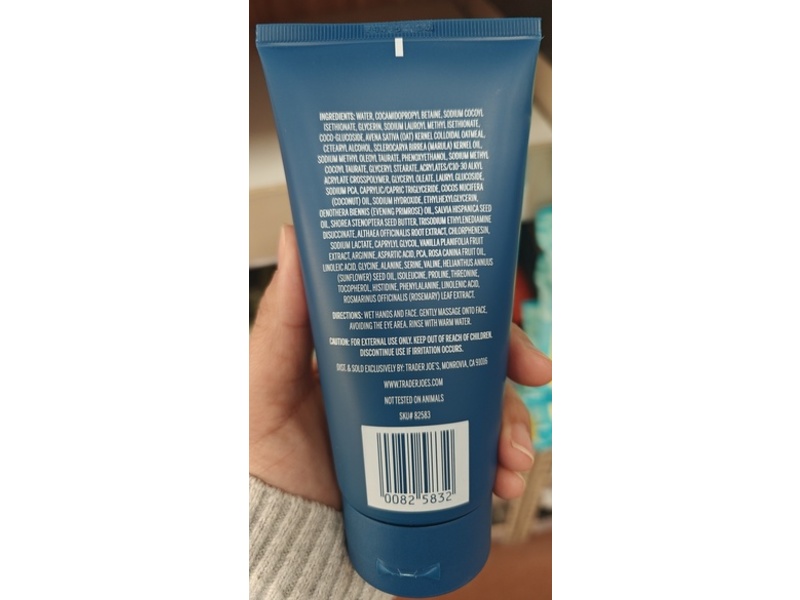 INGREDIENTS: WATER, COCAMIDOPROPYL BETAINE, SODIUM COCOYL
ISETHIONATE, GLYCERIN, SODIUM LAUROYL METHYL ISETHIONATE,
COCO-GLUCOSIDE, AVENA SATIVA (OAT) KERNEL COLLOIDAL OATMEAL,
CETEARYL ALCOHOL, SCLEROCARYA BIRREA (MARULA) KERNEL OIL,
SODIUM METHYL OLEOYL TAURATE, PHENOXYETHANOL, SODIUM METHYL
COCOYL TAURATE, GLYCERYL STEARATE, ACRYLATES/C10-30 ALKYL
ACRYLATE CROSSPOLYMER, GLYCERYL OLEATE, LAURYL GLUCOSIDE,
SODIUM PCA, CAPRYLIC/CAPRIC TRIGLYCERIDE, COCOS NUCIFERA
(COCONUT) OIL, SODIUM HYDROXIDE, ETHYLHEXYLGLYCERIN,
OENOTHERA BIENNIS (EVENING PRIMROSE) OIL, SALVIA HISPANICA SEED
OIL, SHOREA STENOPTERA SEED BUTTER, TRISODIUM ETHYLENEDIAMINE
DISUCCINATE, ALTHAEA OFFICINALIS ROOT EXTRACT, CHLORPHENESIN,
SODIUM LACTATE, CAPRYLYL GLYCOL, VANILLA PLANIFOLIA FRUIT
EXTRACT, ARGININE, ASPARTIC ACID, PCA, ROSA CANINA FRUIT OIL,
LINOLEIC ACID, GLYCINE, ALANINE, SERINE, VALINE, HELIANTHUS ANNUUS
(SUNFLOWER) SEED OIL, ISOLEUCINE, PROLINE, THREONINE,
TOCOPHEROL, HISTIDINE, PHENYLALANINE, LINOLENIC ACID,
ROSMARINUS OFFICINALIS (ROSEMARY) LEAF EXTRACT.
DIRECTIONS: WET HANDS AND FACE. GENTLY MASSAGE ONTO FACE,
AVOIDING THE EYE AREA. RINSE WITH WARM WATER.
CAUTION: FOR EXTERNAL USE ONLY. KEEP OUT OF REACH OF CHILDREN.
DISCONTINUE USE IF IRRITATION OCCURS.
DIST. & SOLD EXCLUSIVELY BY: TRADER JOE'S, MONROVIA, CA 91016
WWW.TRADERJOES.COM
NOT TESTED ON ANIMALS
SKU# 82583
0082 5832